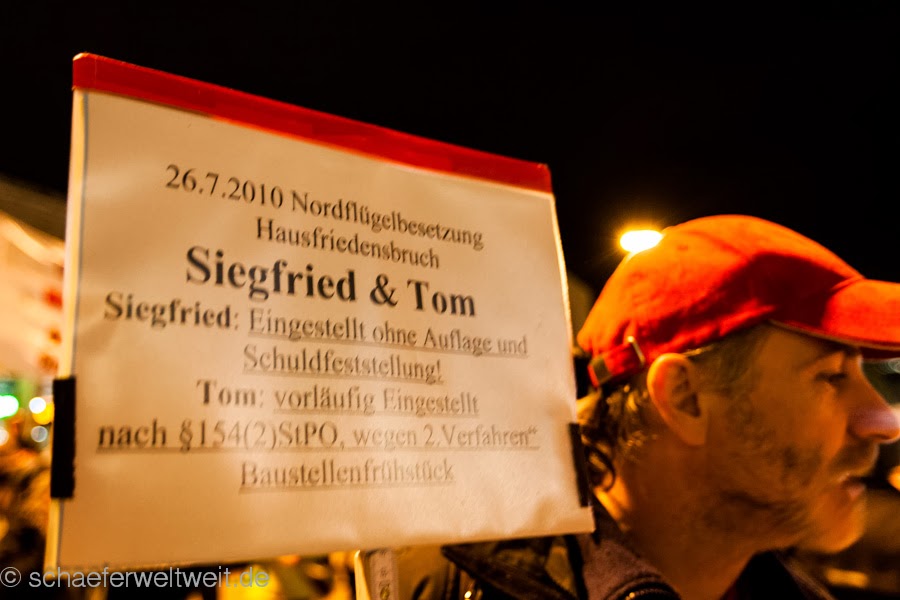 26.7.2010 Nordflügelbesetzung
Hausfriedensbruch
Siegfried & Tom
Siegfried: Eingestellt ohne Auflage und
Schuldfeststellung!
Tom: vorläufig Eingestellt
nach §154(2)StPO, wegen 2.Verfahren“
Baustellenfrühstück
© schaeferweltweit.de